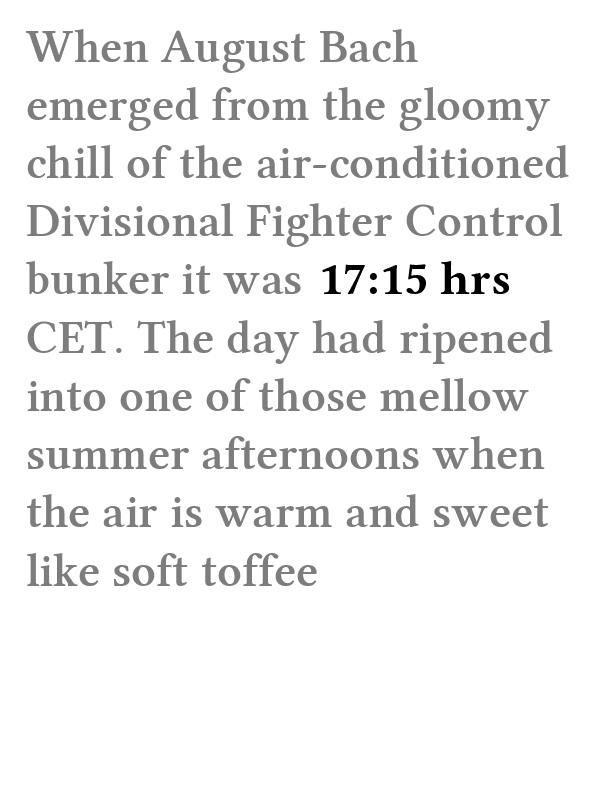 When August Bach
emerged from the gloomy
chill of the air-conditioned
Divisional Fighter Control
bunker it was 17:15 hrs
CET. The day had ripened
into one of those mellow
summer afternoons when
the air is warm and sweet
like soft toffee